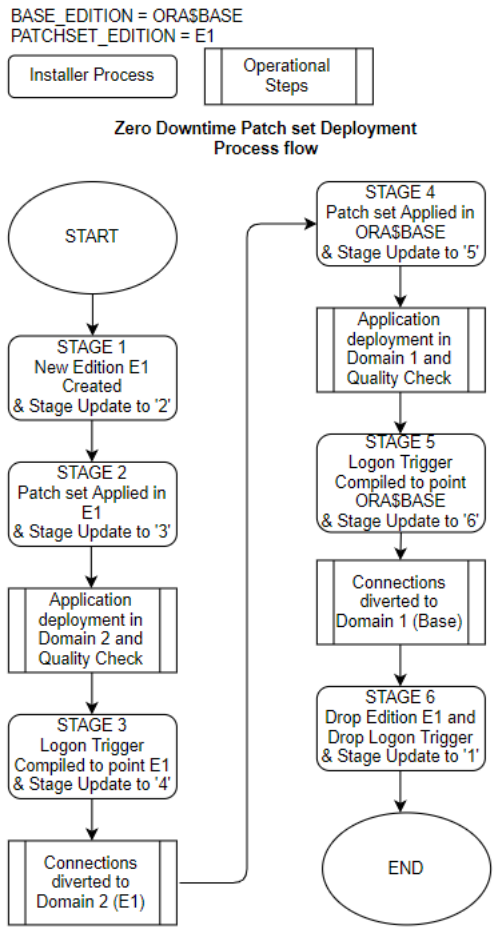 BASE_EDITION = ORA$BASE
PATCHSET_EDITION = E1
Installer Process
Operational
Steps
Zero Downtime Patch set Deployment
Process flow
START
STAGE 1
New Edition E1
Created
& Stage Update to '2'
STAGE 2
Patch set Applied in
E1
& Stage Update to '3'
Application
deployment in
Domain 2 and
Quality Check
STAGE 3
Logon Trigger
Compiled to point E1
& Stage Update to '4'
Connections
diverted to
Domain 2 (E1)
STAGE 4
Patch set Applied in
ORA$BASE
& Stage Update to '5'
Application
deployment in
Domain 1 and
Quality Check
STAGE 5
Logon Trigger
Compiled to point
ORA$BASE
& Stage Update to '6'
Connections
diverted to
Domain 1 (Base)
STAGE 6
Drop Edition E1 and
Drop Logon Trigger
& Stage Update to '1'
END